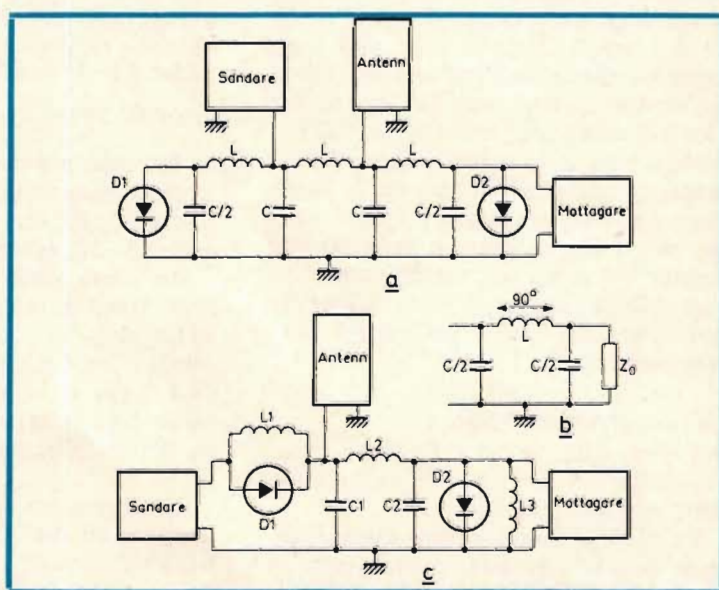 Sändare
Antenn
L
L
L
D1
C/2
C
C
C/2
D2
Mottagare
a
90°
L
C/2
C/2
Z₀
b
Antenn
L1
D1
L2
Sändare
C1
C2
D2
L3
Mottagare
c